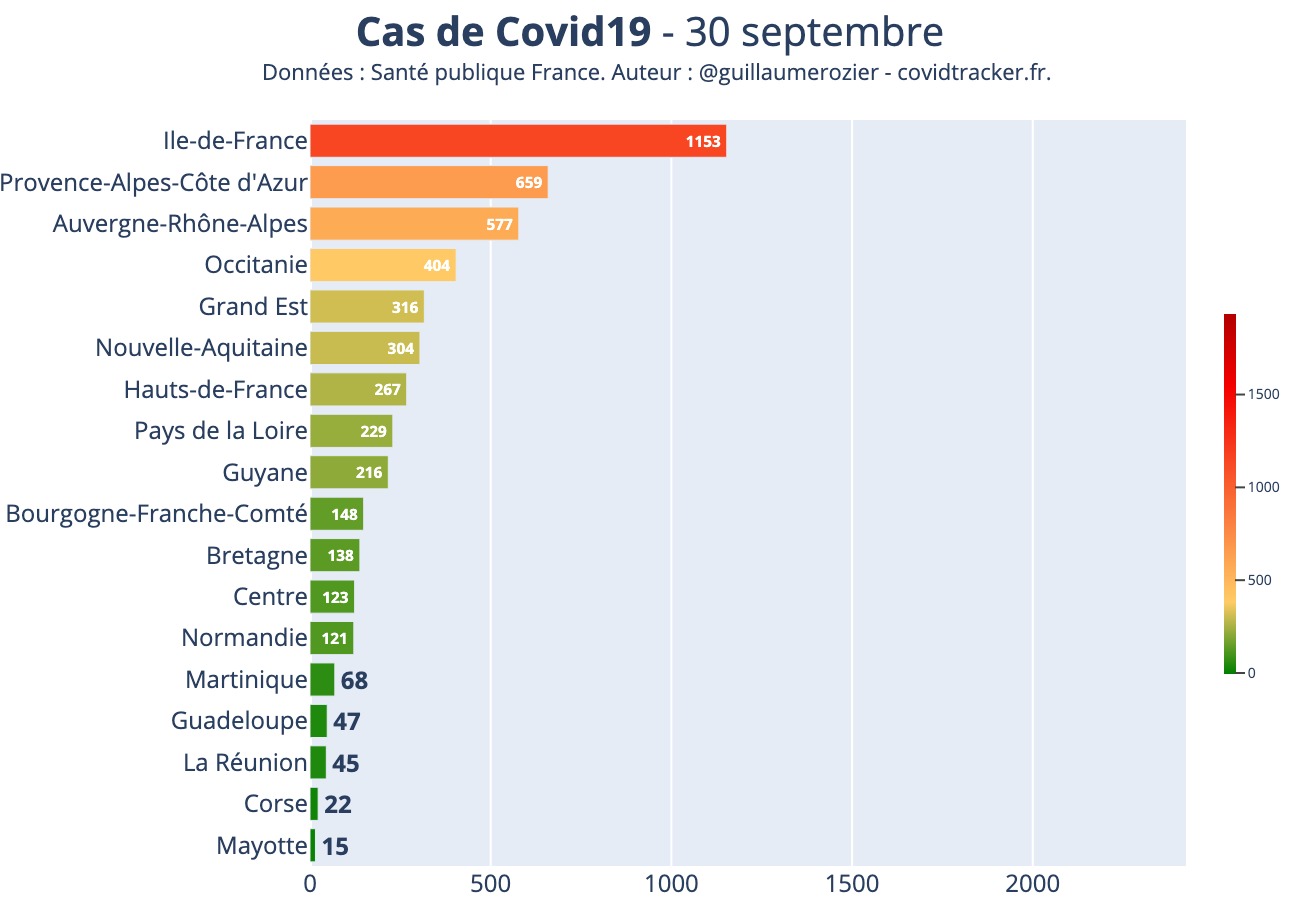 Cas de Covid19 - 30 septembre
Données : Santé publique France. Auteur : @guillaumerozier - covidtracker.fr.
Ile-de-France 1153
Provence-Alpes-Côte d'Azur 659
Auvergne-Rhône-Alpes 577
Occitanie 404
Grand Est 316
Nouvelle-Aquitaine 304
Hauts-de-France 267
Pays de la Loire 229
Guyane 216
Bourgogne-Franche-Comté 148
Bretagne 138
Centre 123
Normandie 121
Martinique 68
Guadeloupe 47
La Réunion 45
Corse 22
Mayotte 15
0 500 1000 1500 2000
1500
1000
500
0